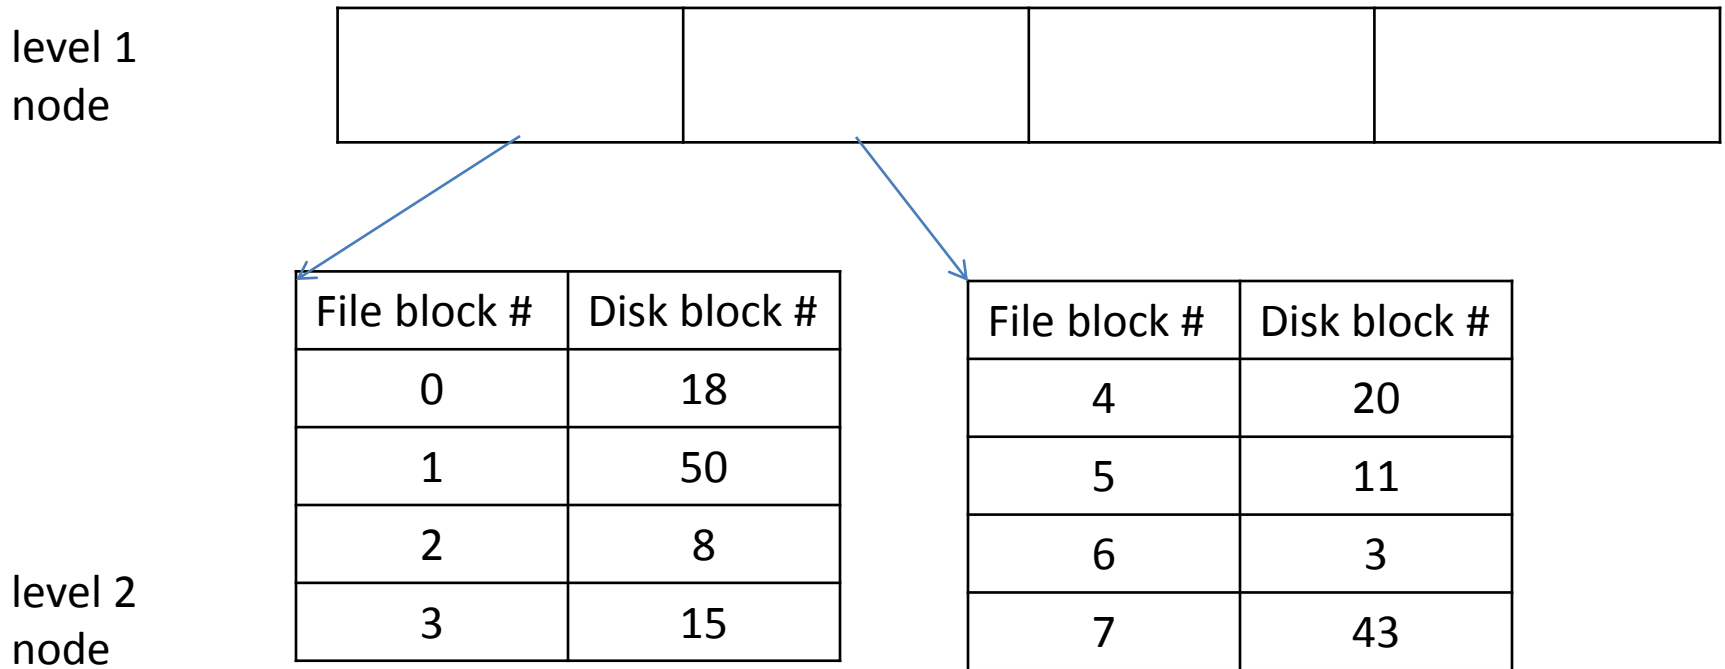 level 1
node
File block # Disk block #
0 18
1 50
2 8
3 15
File block # Disk block #
4 20
5 11
6 3
7 43
level 2
node